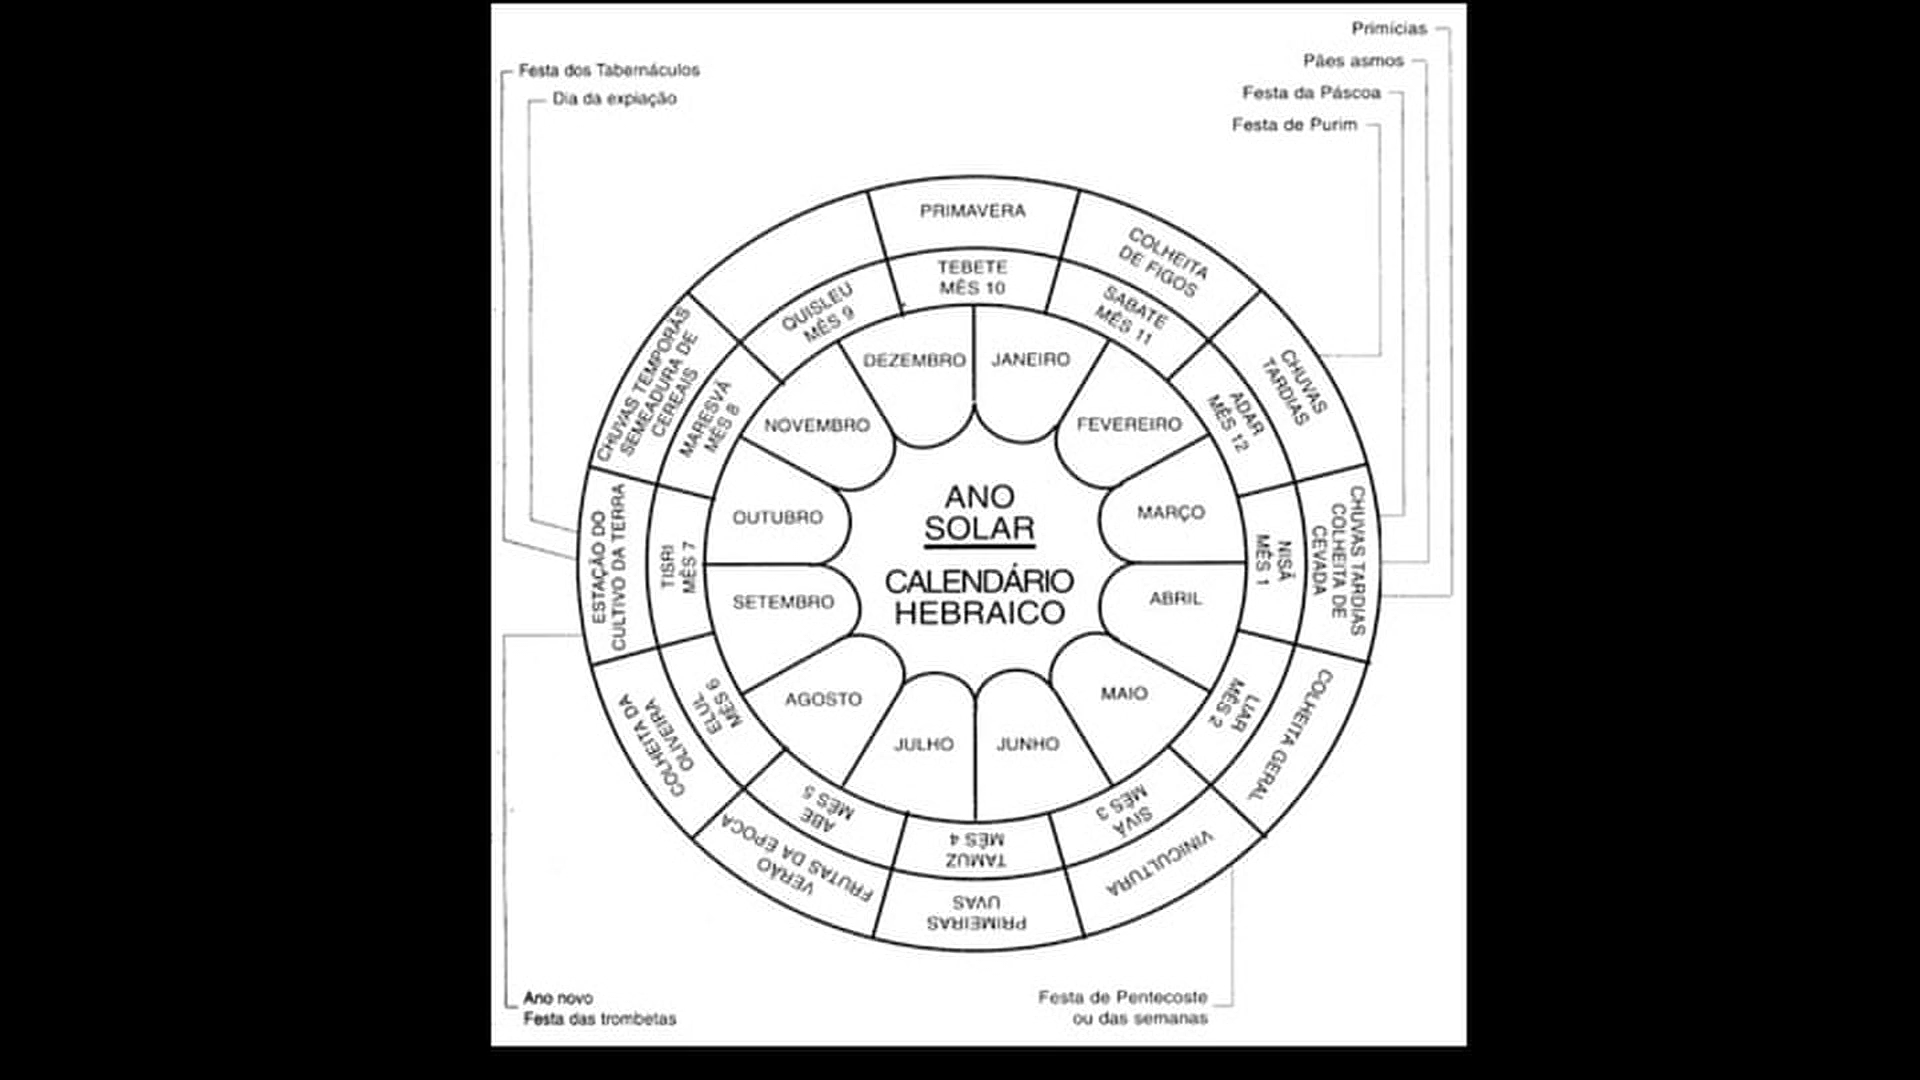 Primícias
Pães asmos
Festa da Páscoa
Festa de Purim
Festa dos Tabernáculos
Dia da expiação
PRIMAVERA
COLHEITA
DE FIGOS
CHUVAS
TARDIAS
CHUVAS TARDIAS
COLHEITA DE
CEVADA
COLHEITA GERAL
VINICULTURA
PRIMEIRAS
UVAS
VERÃO
FRUTAS DA ÉPOCA
COLHEITA DA
OLIVEIRA
ESTAÇÃO DO
CULTIVO DA TERRA
CHUVAS TEMPORÃS
SEMEADURA DE
CEREAIS
TEBETE
MÊS 10
SABATE
MÊS 11
ADAR
MÊS 12
NISÃ
MÊS 1
LIAR
MÊS 2
SIVÃ
MÊS 3
TAMUZ
MÊS 4
ABE
MÊS 5
ELUL
MÊS 6
TISRI
MÊS 7
MARESVÃ
MÊS 8
QUISLEU
MÊS 9
JANEIRO
FEVEREIRO
MARÇO
ABRIL
MAIO
JUNHO
JULHO
AGOSTO
SETEMBRO
OUTUBRO
NOVEMBRO
DEZEMBRO
ANO
SOLAR
CALENDÁRIO
HEBRAICO
Ano novo
Festa das trombetas
Festa de Pentecoste
ou das semanas